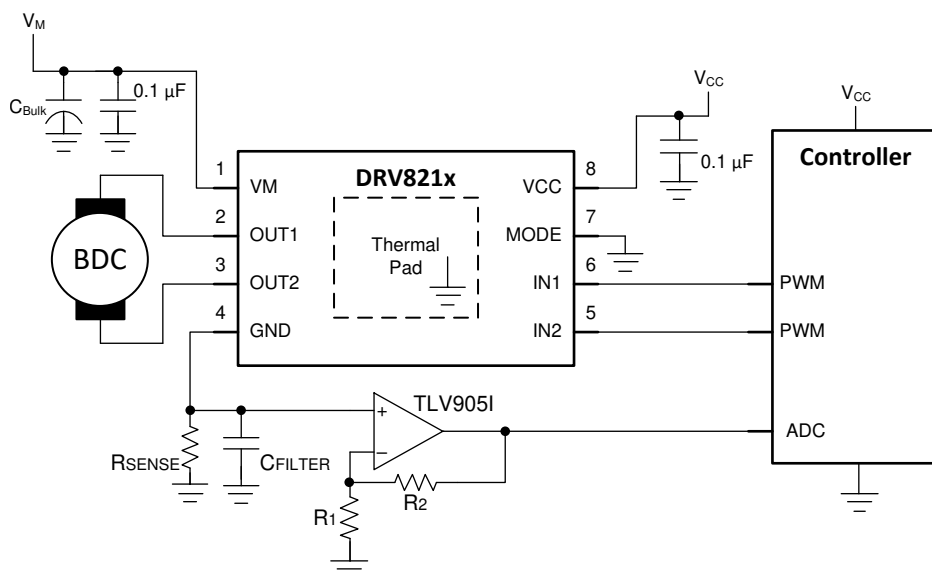 VM
CBulk
0.1 µF
VCC
0.1 µF
VCC
Controller
DRV821x
1
VM
8
VCC
2
OUT1
7
MODE
Thermal
Pad
BDC
3
OUT2
6
IN1
PWM
4
GND
5
IN2
PWM
TLV905I
+
−
ADC
RSENSE
CFILTER
R2
R1